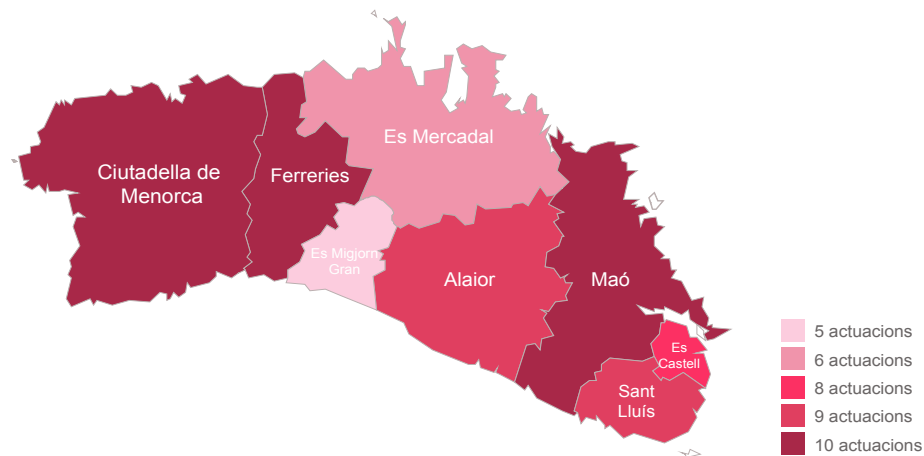 Es Mercadal
Ciutadella de
Menorca
Ferreries
Es Migjorn
Gran
Alaior
Maó
Es
Castell
Sant
Lluís
5 actuacions
6 actuacions
8 actuacions
9 actuacions
10 actuacions